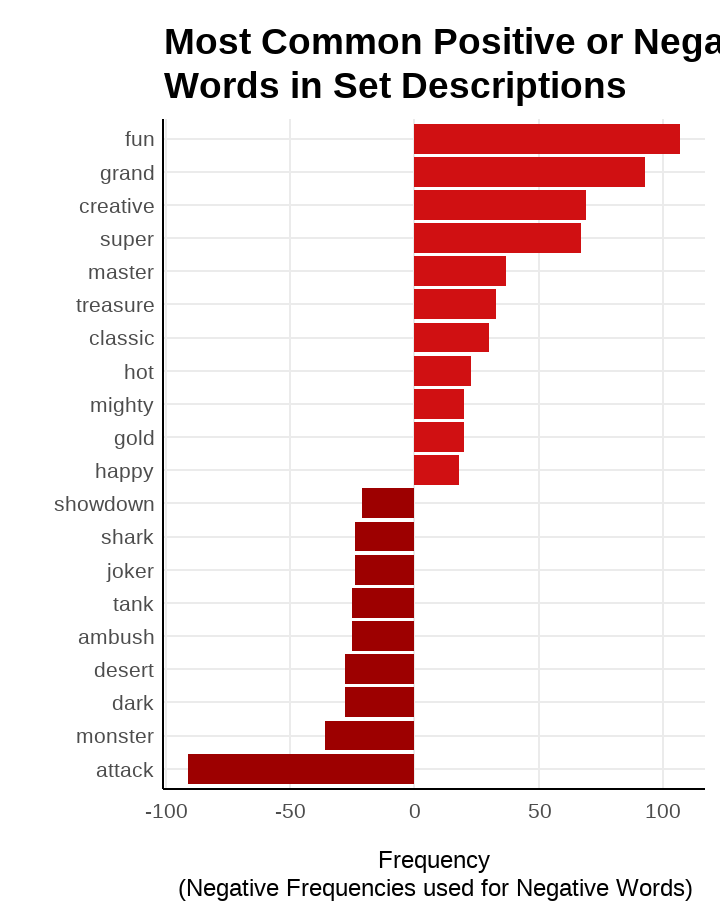 Most Common Positive or Nega
Words in Set Descriptions
fun
grand
creative
super
master
treasure
classic
hot
mighty
gold
happy
showdown
shark
joker
tank
ambush
desert
dark
monster
attack
-100 -50 0 50 100
Frequency
(Negative Frequencies used for Negative Words)